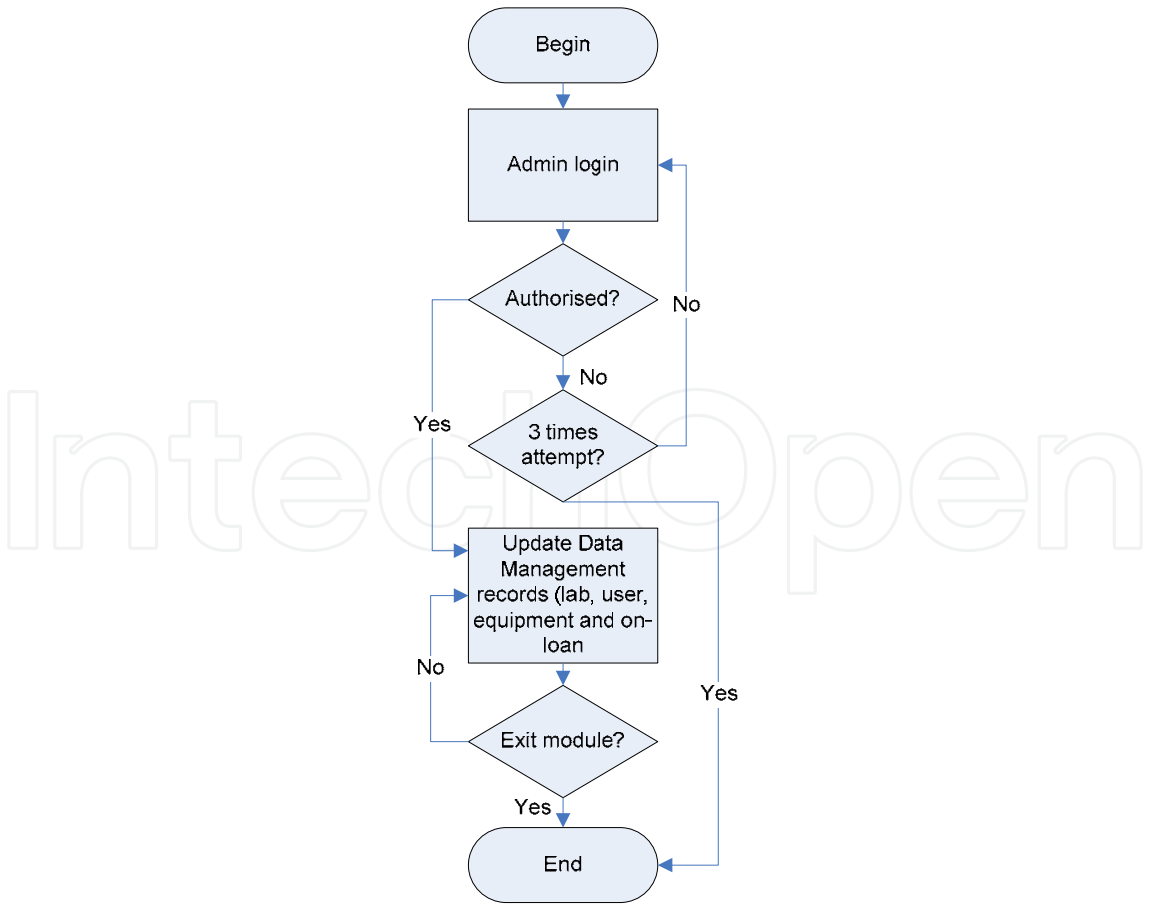 Begin
Admin login
Authorised?
No
No
Yes
3 times
attempt?
Update Data
Management
records (lab, user,
equipment and on-
loan
No
Yes
Exit module?
Yes
End
IntechOpen